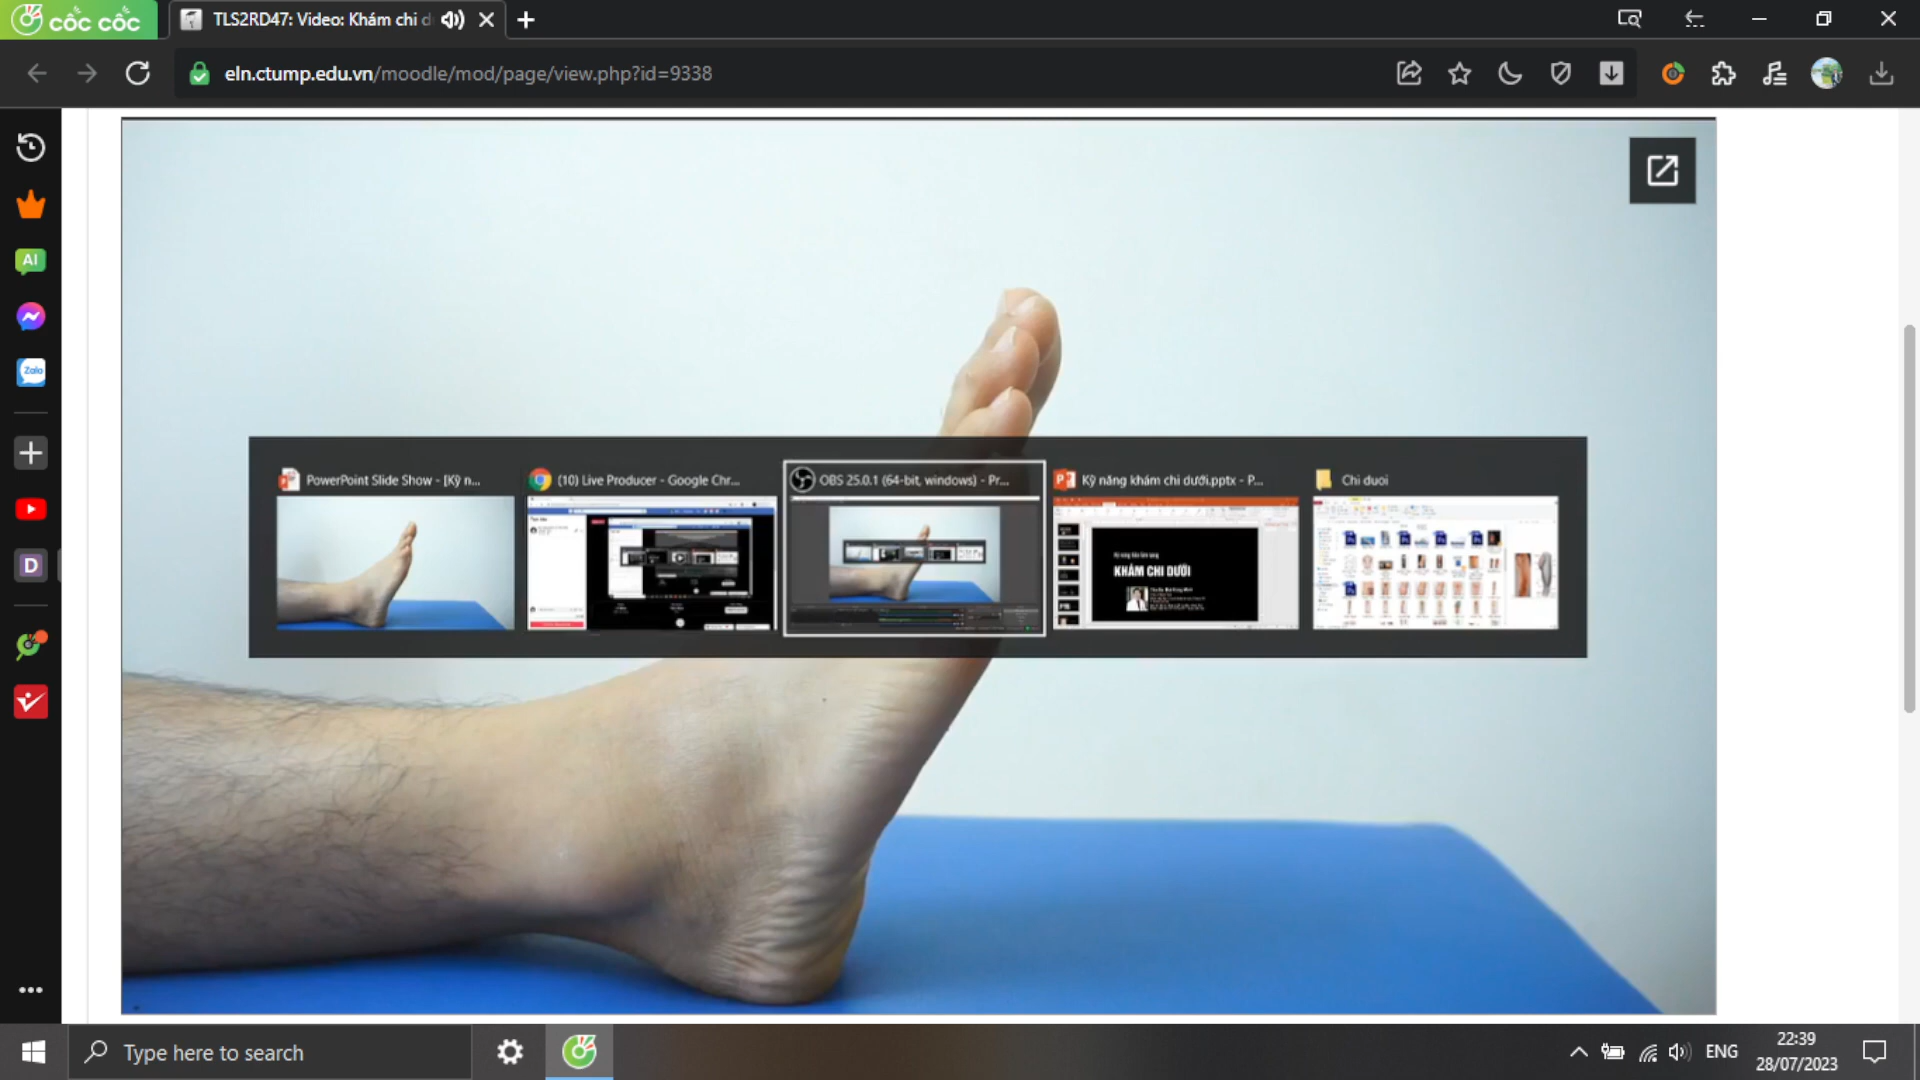 cốc cốc
TLS2RD47: Video: Khám chi d
eln.ctump.edu.vn/moodle/mod/page/view.php?id=9338
AI
Zalo
D
PowerPoint Slide Show - [Kỹ n...
(10) Live Producer - Google Chr...
OBS 25.0.1 (64-bit, windows) - Pr...
Kỹ năng khám chi dưới.pptx - P...
Chi duoi
KHÁM CHI DƯỚI
Type here to search
ENG
22:39
28/07/2023